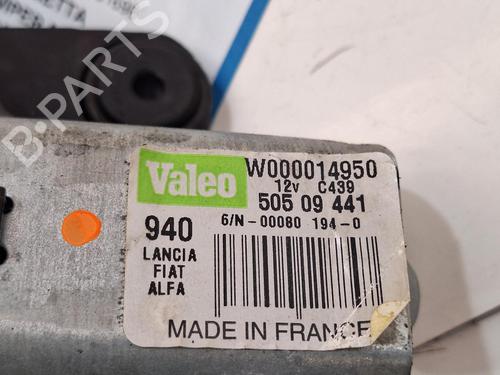 Valeo
W000014950
12v C439
505 09 441
940
6/N-00080 194-0
LANCIA
FIAT
ALFA
MADE IN FRANCE
B-PARTS